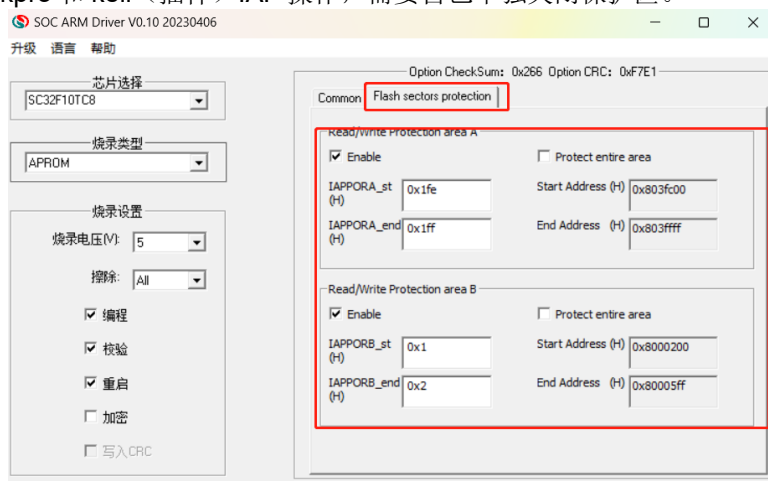 SOC ARM Driver V0.10 20230406
升级 语言 帮助
芯片选择
SC32F10TC8
烧录类型
APROM
烧录设置
烧录电压(V): 5
擦除: All
编程
校验
重启
加密
写入CRC
Option CheckSum: 0x266 Option CRC: 0xF7E1
Common Flash sectors protection
Read/Write Protection area A
Enable Protect entire area
IAPPORA_st (H) 0x1fe Start Address (H) 0x803fc00
IAPPORA_end (H) 0x1ff End Address (H) 0x803ffff
Read/Write Protection area B
Enable Protect entire area
IAPPORB_st (H) 0x1 Start Address (H) 0x8000200
IAPPORB_end (H) 0x2 End Address (H) 0x80005ff